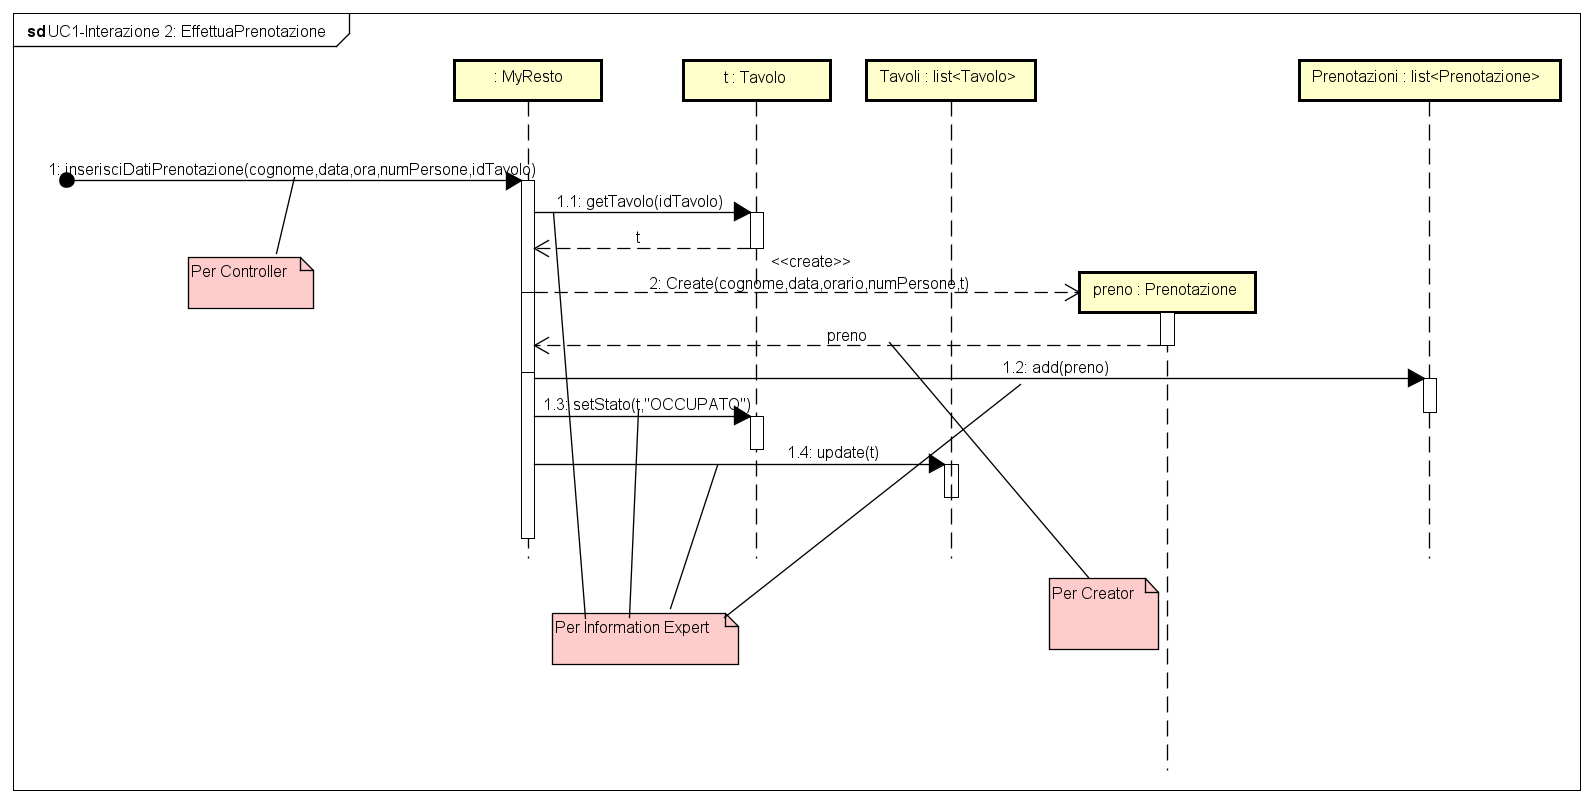 sd UC1-Interazione 2: EffettuaPrenotazione
: MyResto
t : Tavolo
Tavoli : list<Tavolo>
Prenotazioni : list<Prenotazione>
1: inserisciDatiPrenotazione(cognome,data,ora,numPersone,idTavolo)
1.1: getTavolo(idTavolo)
t
<<create>>
2: Create(cognome,data,orario,numPersone,t)
preno : Prenotazione
Per Controller
preno
1.2: add(preno)
1.3: setStato(t,"OCCUPATO")
1.4: update(t)
Per Creator
Per Information Expert